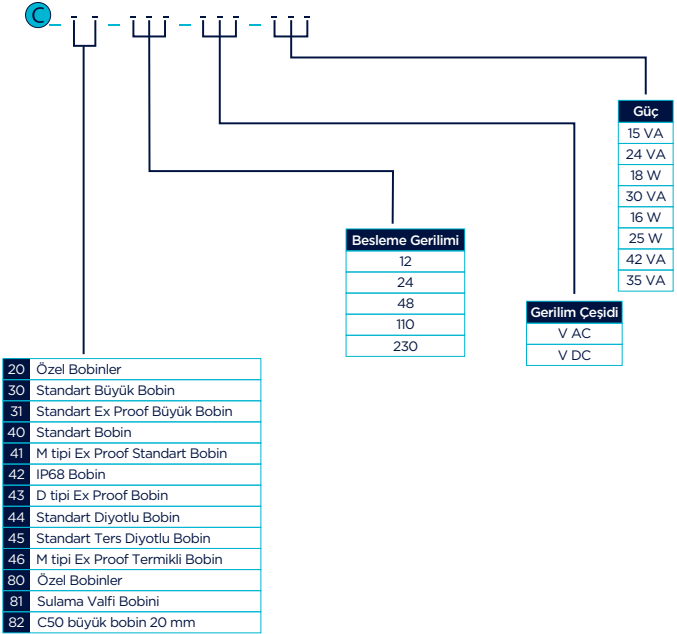 C
Güç
15 VA
24 VA
18 W
30 VA
16 W
25 W
42 VA
35 VA
Besleme Gerilimi
12
24
48
110
230
Gerilim Çeşidi
V AC
V DC
20 Özel Bobinler
30 Standart Büyük Bobin
31 Standart Ex Proof Büyük Bobin
40 Standart Bobin
41 M tipi Ex Proof Standart Bobin
42 IP68 Bobin
43 D tipi Ex Proof Bobin
44 Standart Diyotlu Bobin
45 Standart Ters Diyotlu Bobin
46 M tipi Ex Proof Termikli Bobin
80 Özel Bobinler
81 Sulama Valfi Bobini
82 C50 büyük bobin 20 mm